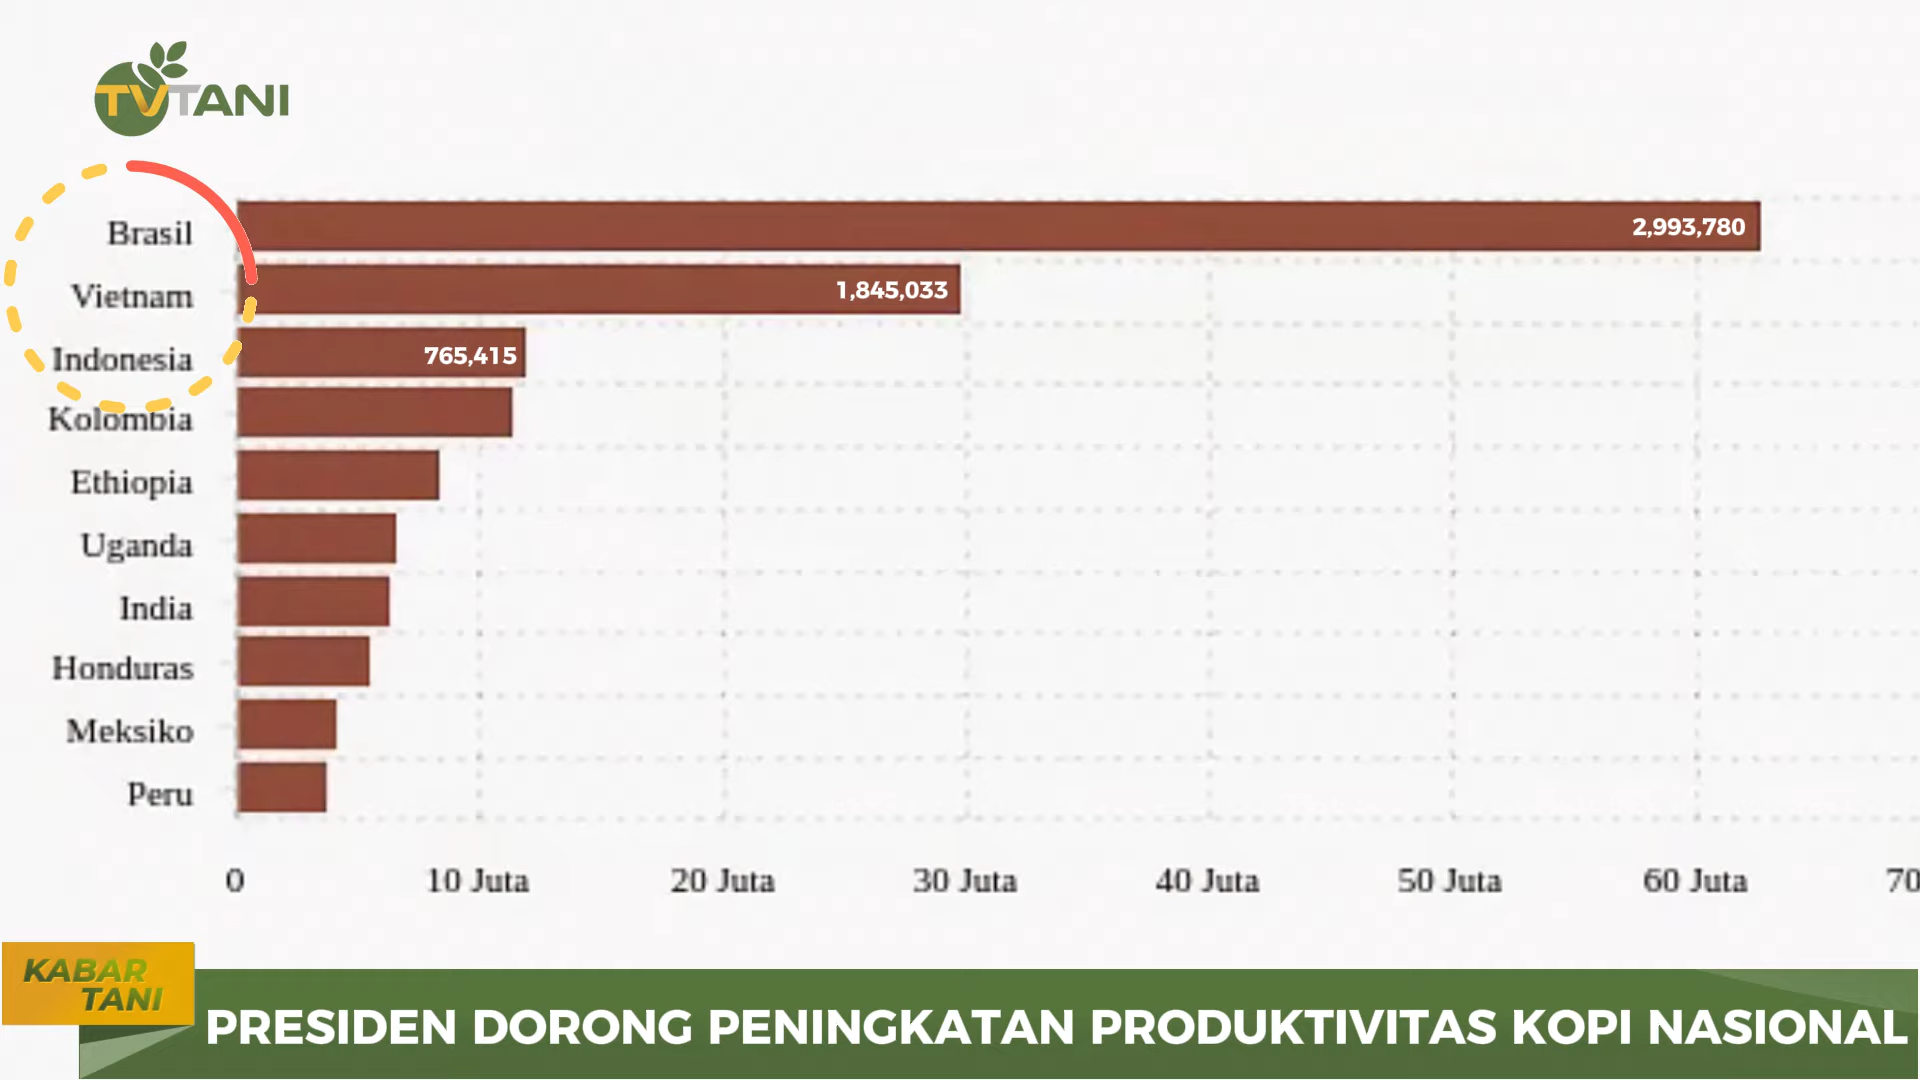 TVTANI
Brasil 2,993,780
Vietnam 1,845,033
Indonesia 765,415
Kolombia
Ethiopia
Uganda
India
Honduras
Meksiko
Peru
0 10 Juta 20 Juta 30 Juta 40 Juta 50 Juta 60 Juta 70
KABAR
TANI
PRESIDEN DORONG PENINGKATAN PRODUKTIVITAS KOPI NASIONAL